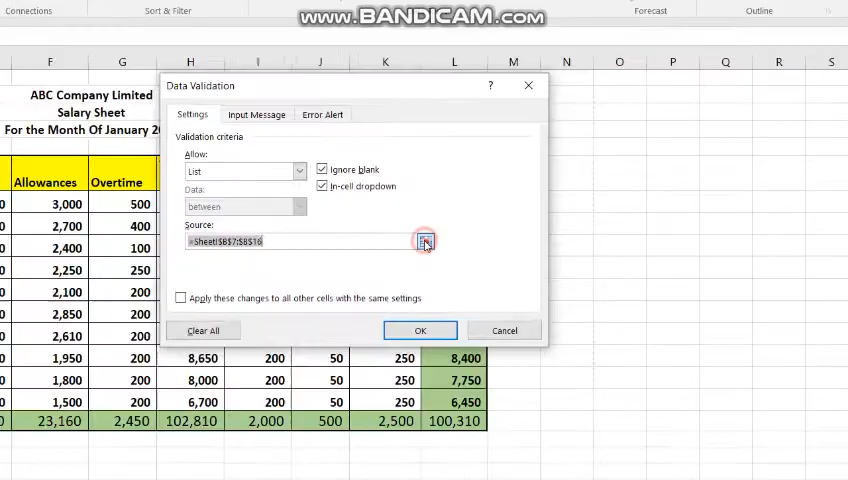 www.BANDICAM.com
Connections
Sort & Filter
Forecast
Outline
F G H I J K L M N O P Q R S
ABC Company Limited
Salary Sheet
For the Month Of January 20
Allowances Overtime
3,000 500
2,700 400
2,400 100
2,250 250
2,100 200
2,850 200
2,610 200
1,950 200 8,650 200 50 250 8,400
1,800 200 8,000 200 50 250 7,750
1,500 200 6,700 200 50 250 6,450
23,160 2,450 102,810 2,000 500 2,500 100,310
Data Validation ?
Settings Input Message Error Alert
Validation criteria
Allow:
List
Ignore blank
In-cell dropdown
Data:
between
Source:
=Sheet!$B$7:$B$16
Apply these changes to all other cells with the same settings
Clear All OK Cancel